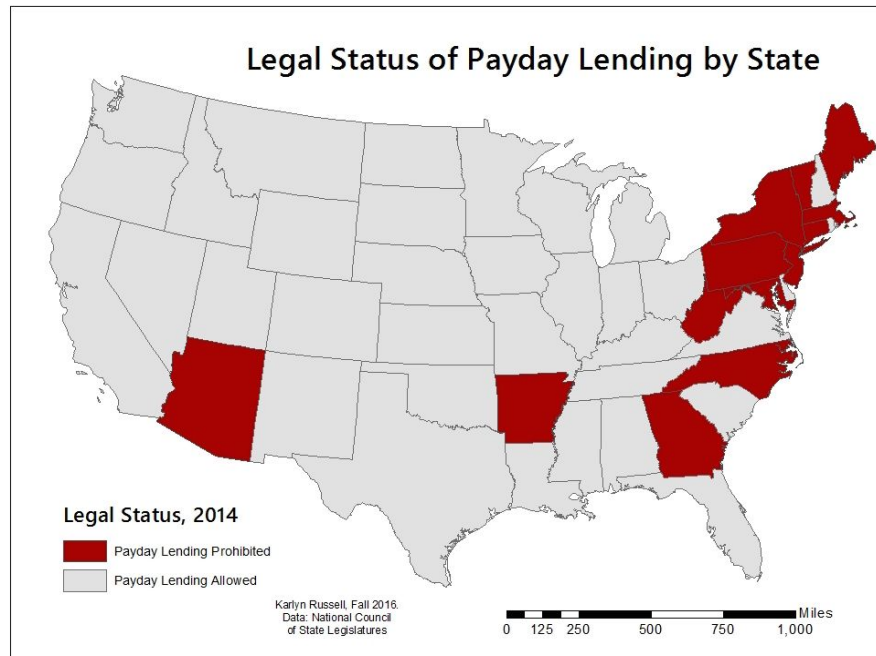 Legal Status of Payday Lending by State
Legal Status, 2014
Payday Lending Prohibited
Payday Lending Allowed
Karlyn Russell, Fall 2016.
Data: National Council
of State Legislatures
Miles
0 125 250 500 750 1,000